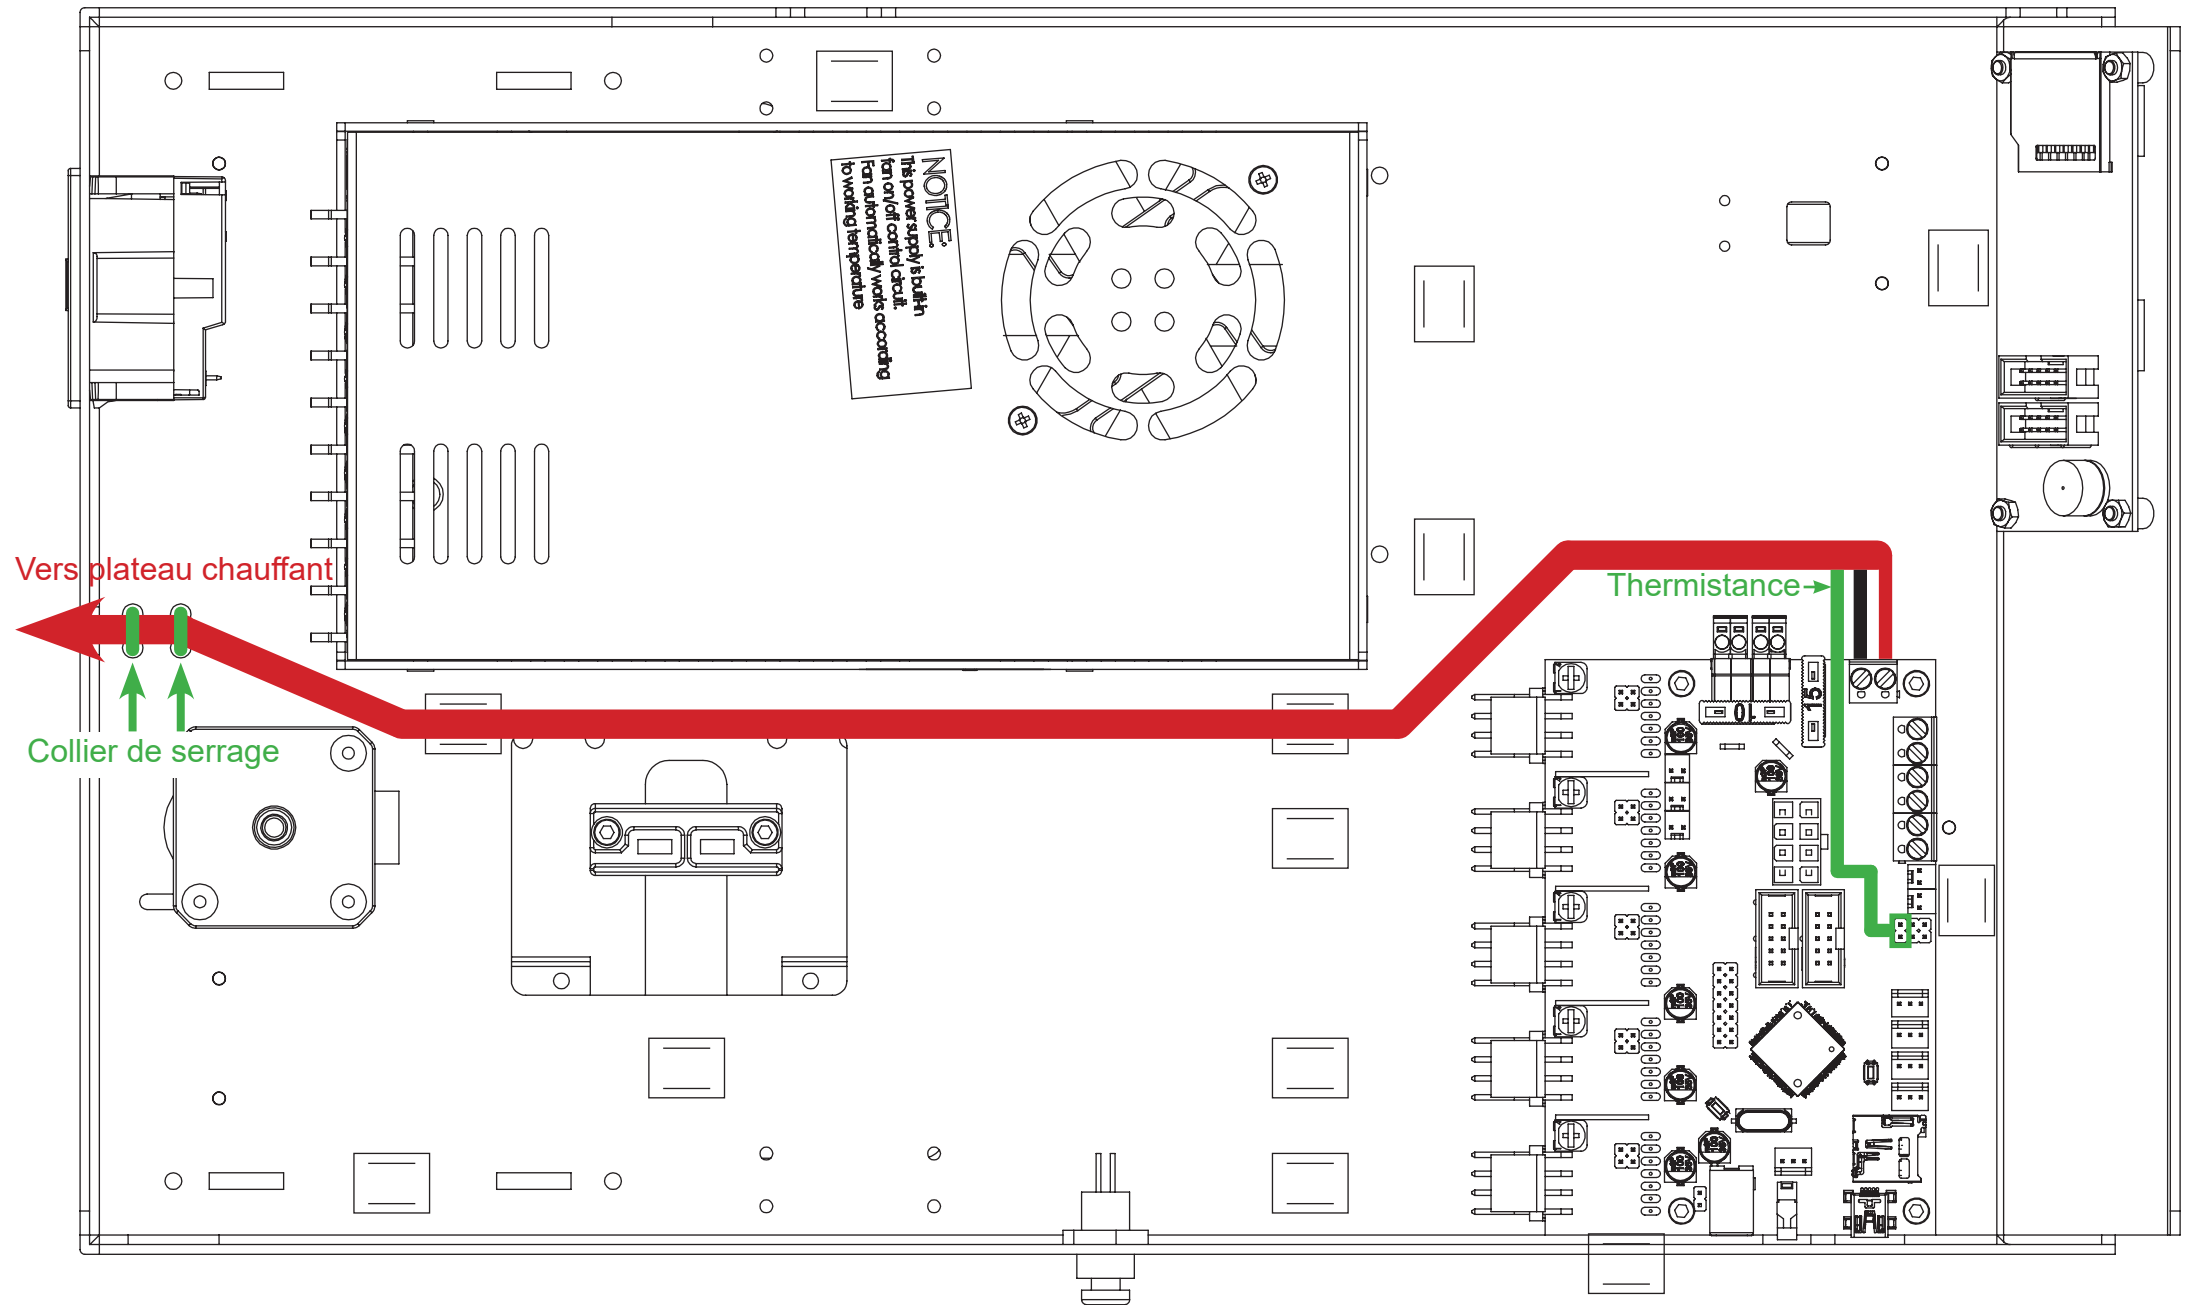 NOTICE:
This power supply is built-in
fan on/off control circuit.
Fan automatically works according
to working temperature
Vers plateau chauffant
Thermistance
Collier de serrage
15
10